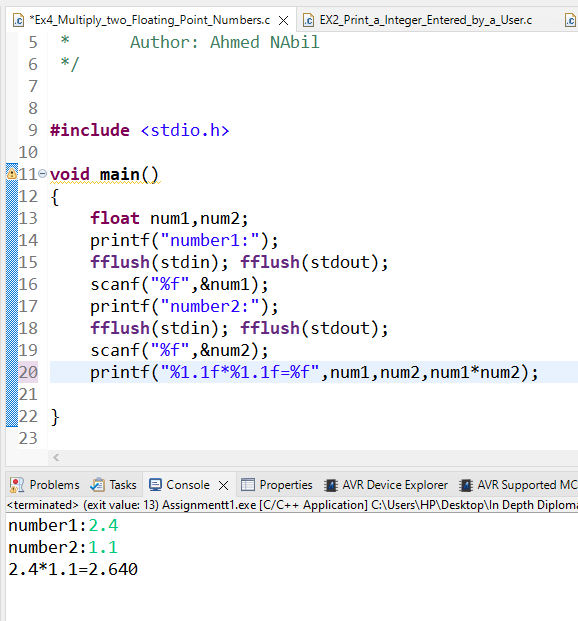 *Ex4_Multiply_two_Floating_Point_Numbers.c EX2_Print_a_Integer_Entered_by_a_User.c
5 * Author: Ahmed NAbil
6 */
7
8
9 #include <stdio.h>
10
11 void main()
12 {
13 float num1,num2;
14 printf("number1:");
15 fflush(stdin); fflush(stdout);
16 scanf("%f",&num1);
17 printf("number2:");
18 fflush(stdin); fflush(stdout);
19 scanf("%f",&num2);
20 printf("%1.1f*%1.1f=%f",num1,num2,num1*num2);
21
22 }
23
Problems Tasks Console Properties AVR Device Explorer AVR Supported MC
<terminated> (exit value: 13) Assignmentt1.exe [C/C++ Application] C:\Users\HP\Desktop\In Depth Diploma
number1:2.4
number2:1.1
2.4*1.1=2.640